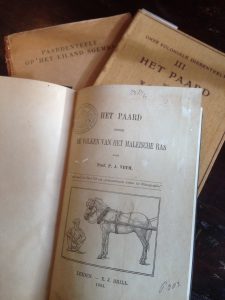 PAARDENTEELT
OP HET EILAND SOEMBA
ONZE KOLONIALE DIERENTEELT
III
HET PAARD
HET PAARD
ONDER
DE VOLKEN VAN HET MALEISCHE RAS
DOOR
PROF. P. J. VETH.
LEIDEN — E. J. BRILL.